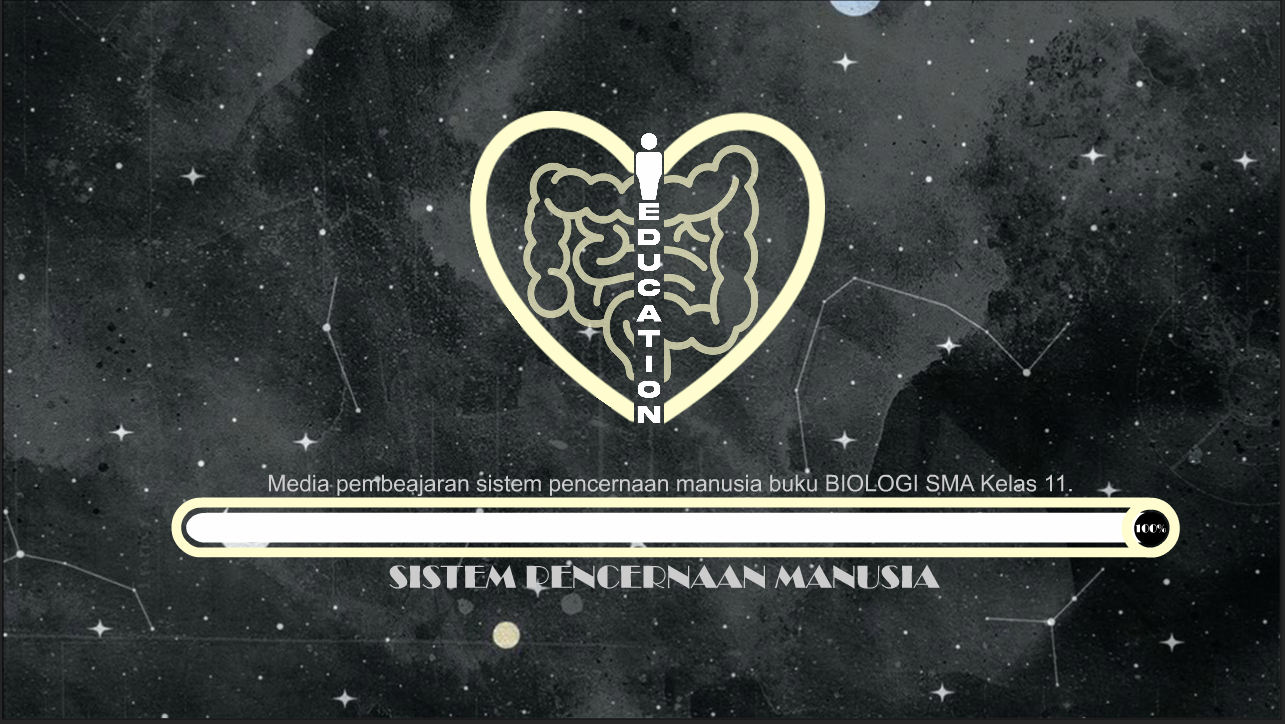 EDUCATION
Media pembeajaran sistem pencernaan manusia buku BIOLOGI SMA Kelas 11.
100%
SISTEM PENCERNAAN MANUSIA